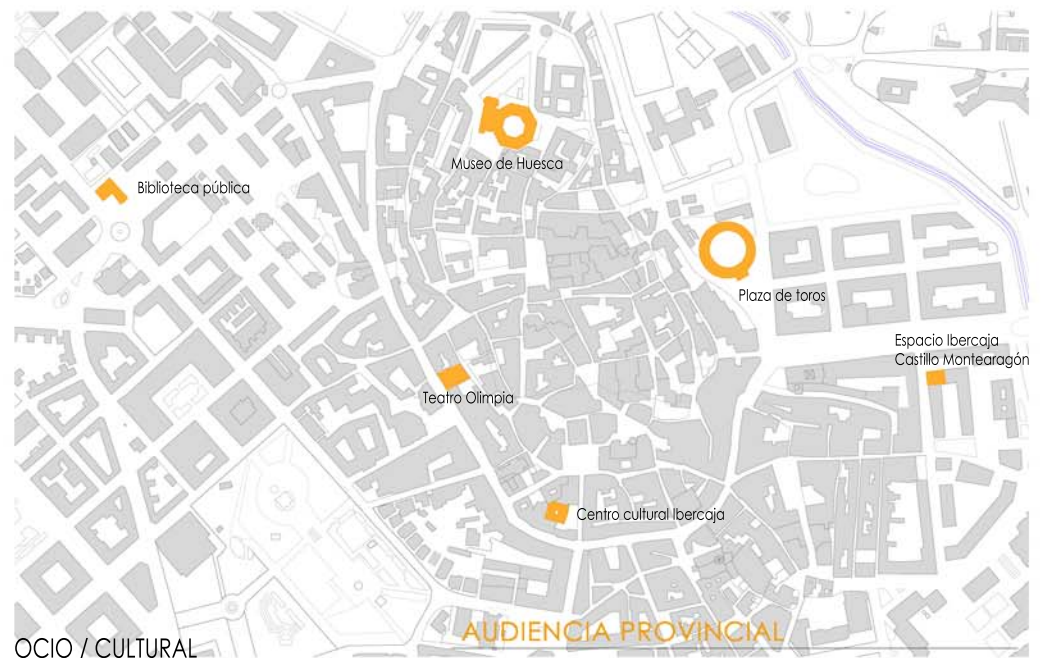 Museo de Huesca
Biblioteca pública
Plaza de toros
Espacio Ibercaja
Castillo Montearagón
Teatro Olimpia
Centro cultural Ibercaja
AUDIENCIA PROVINCIAL
OCIO / CULTURAL